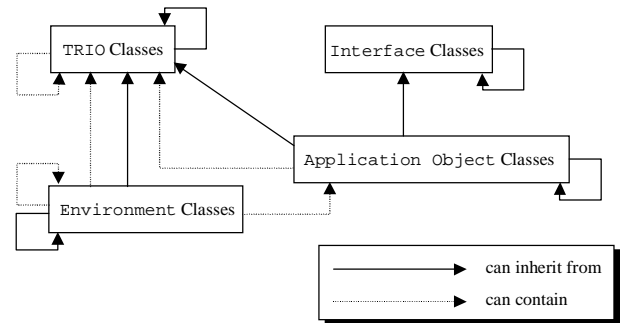 TRIO Classes
Interface Classes
Application Object Classes
Environment Classes
can inherit from
can contain